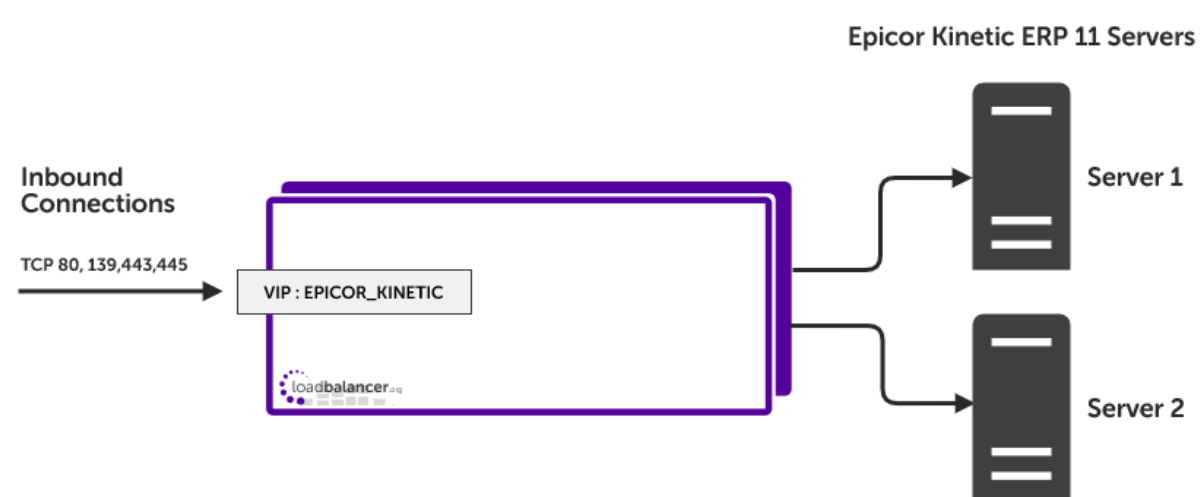 Epicor Kinetic ERP 11 Servers
Inbound
Connections
TCP 80, 139,443,445
VIP : EPICOR_KINETIC
Server 1
loadbalancer.org
Server 2